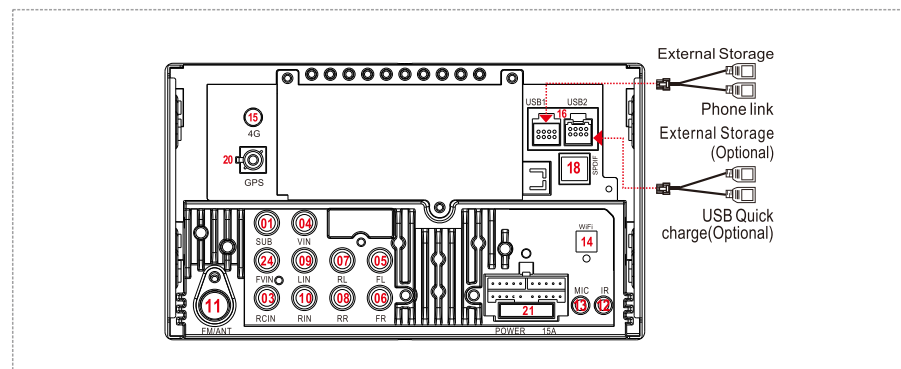 External Storage
Phone link
USB1 USB2
16
15
4G
External Storage
(Optional)
20
GPS
18
SPDIF
USB Quick
charge(Optional)
01 04
SUB VIN
WiFi
14
24 09 07 05
FVIN LIN RL FL
03 10 08 06
RCIN RIN RR FR
11
FM/ANT
MIC IR
13 12
21
POWER 15A